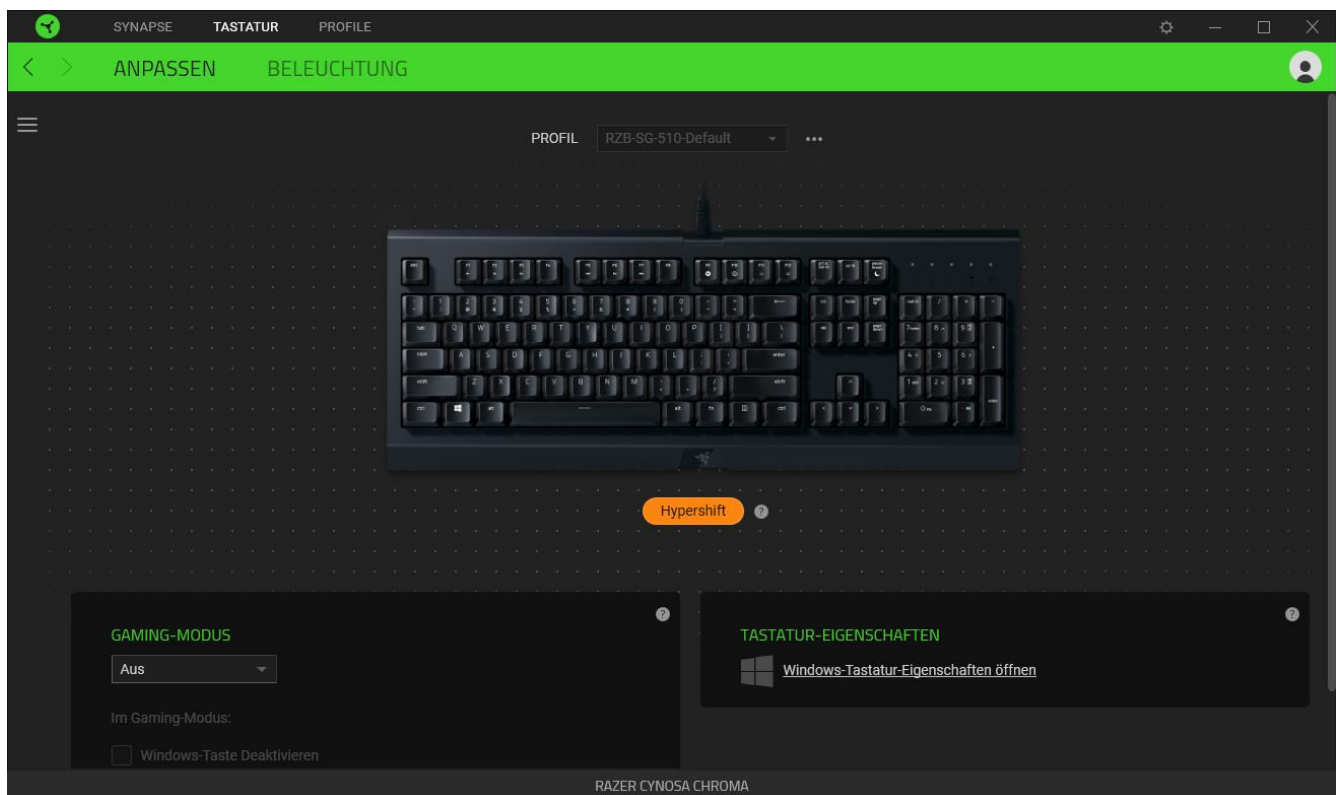 SYNAPSE TASTATUR PROFILE
ANPASSEN BELEUCHTUNG
PROFIL RZB-SG-510-Default
Q W E R T Y U I O P
A S D F G H J K L
Z X C V B N M
Hypershift
GAMING-MODUS
Aus
Im Gaming-Modus:
Windows-Taste Deaktivieren
TASTATUR-EIGENSCHAFTEN
Windows-Tastatur-Eigenschaften öffnen
RAZER CYNOSA CHROMA